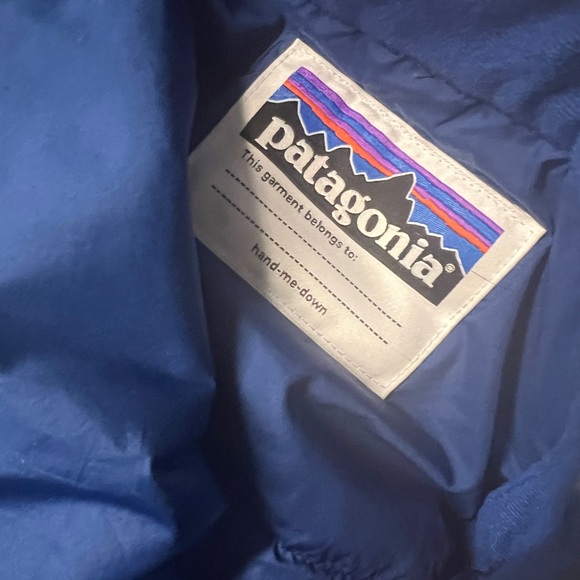 patagonia®
This garment belongs to:
hand-me-down